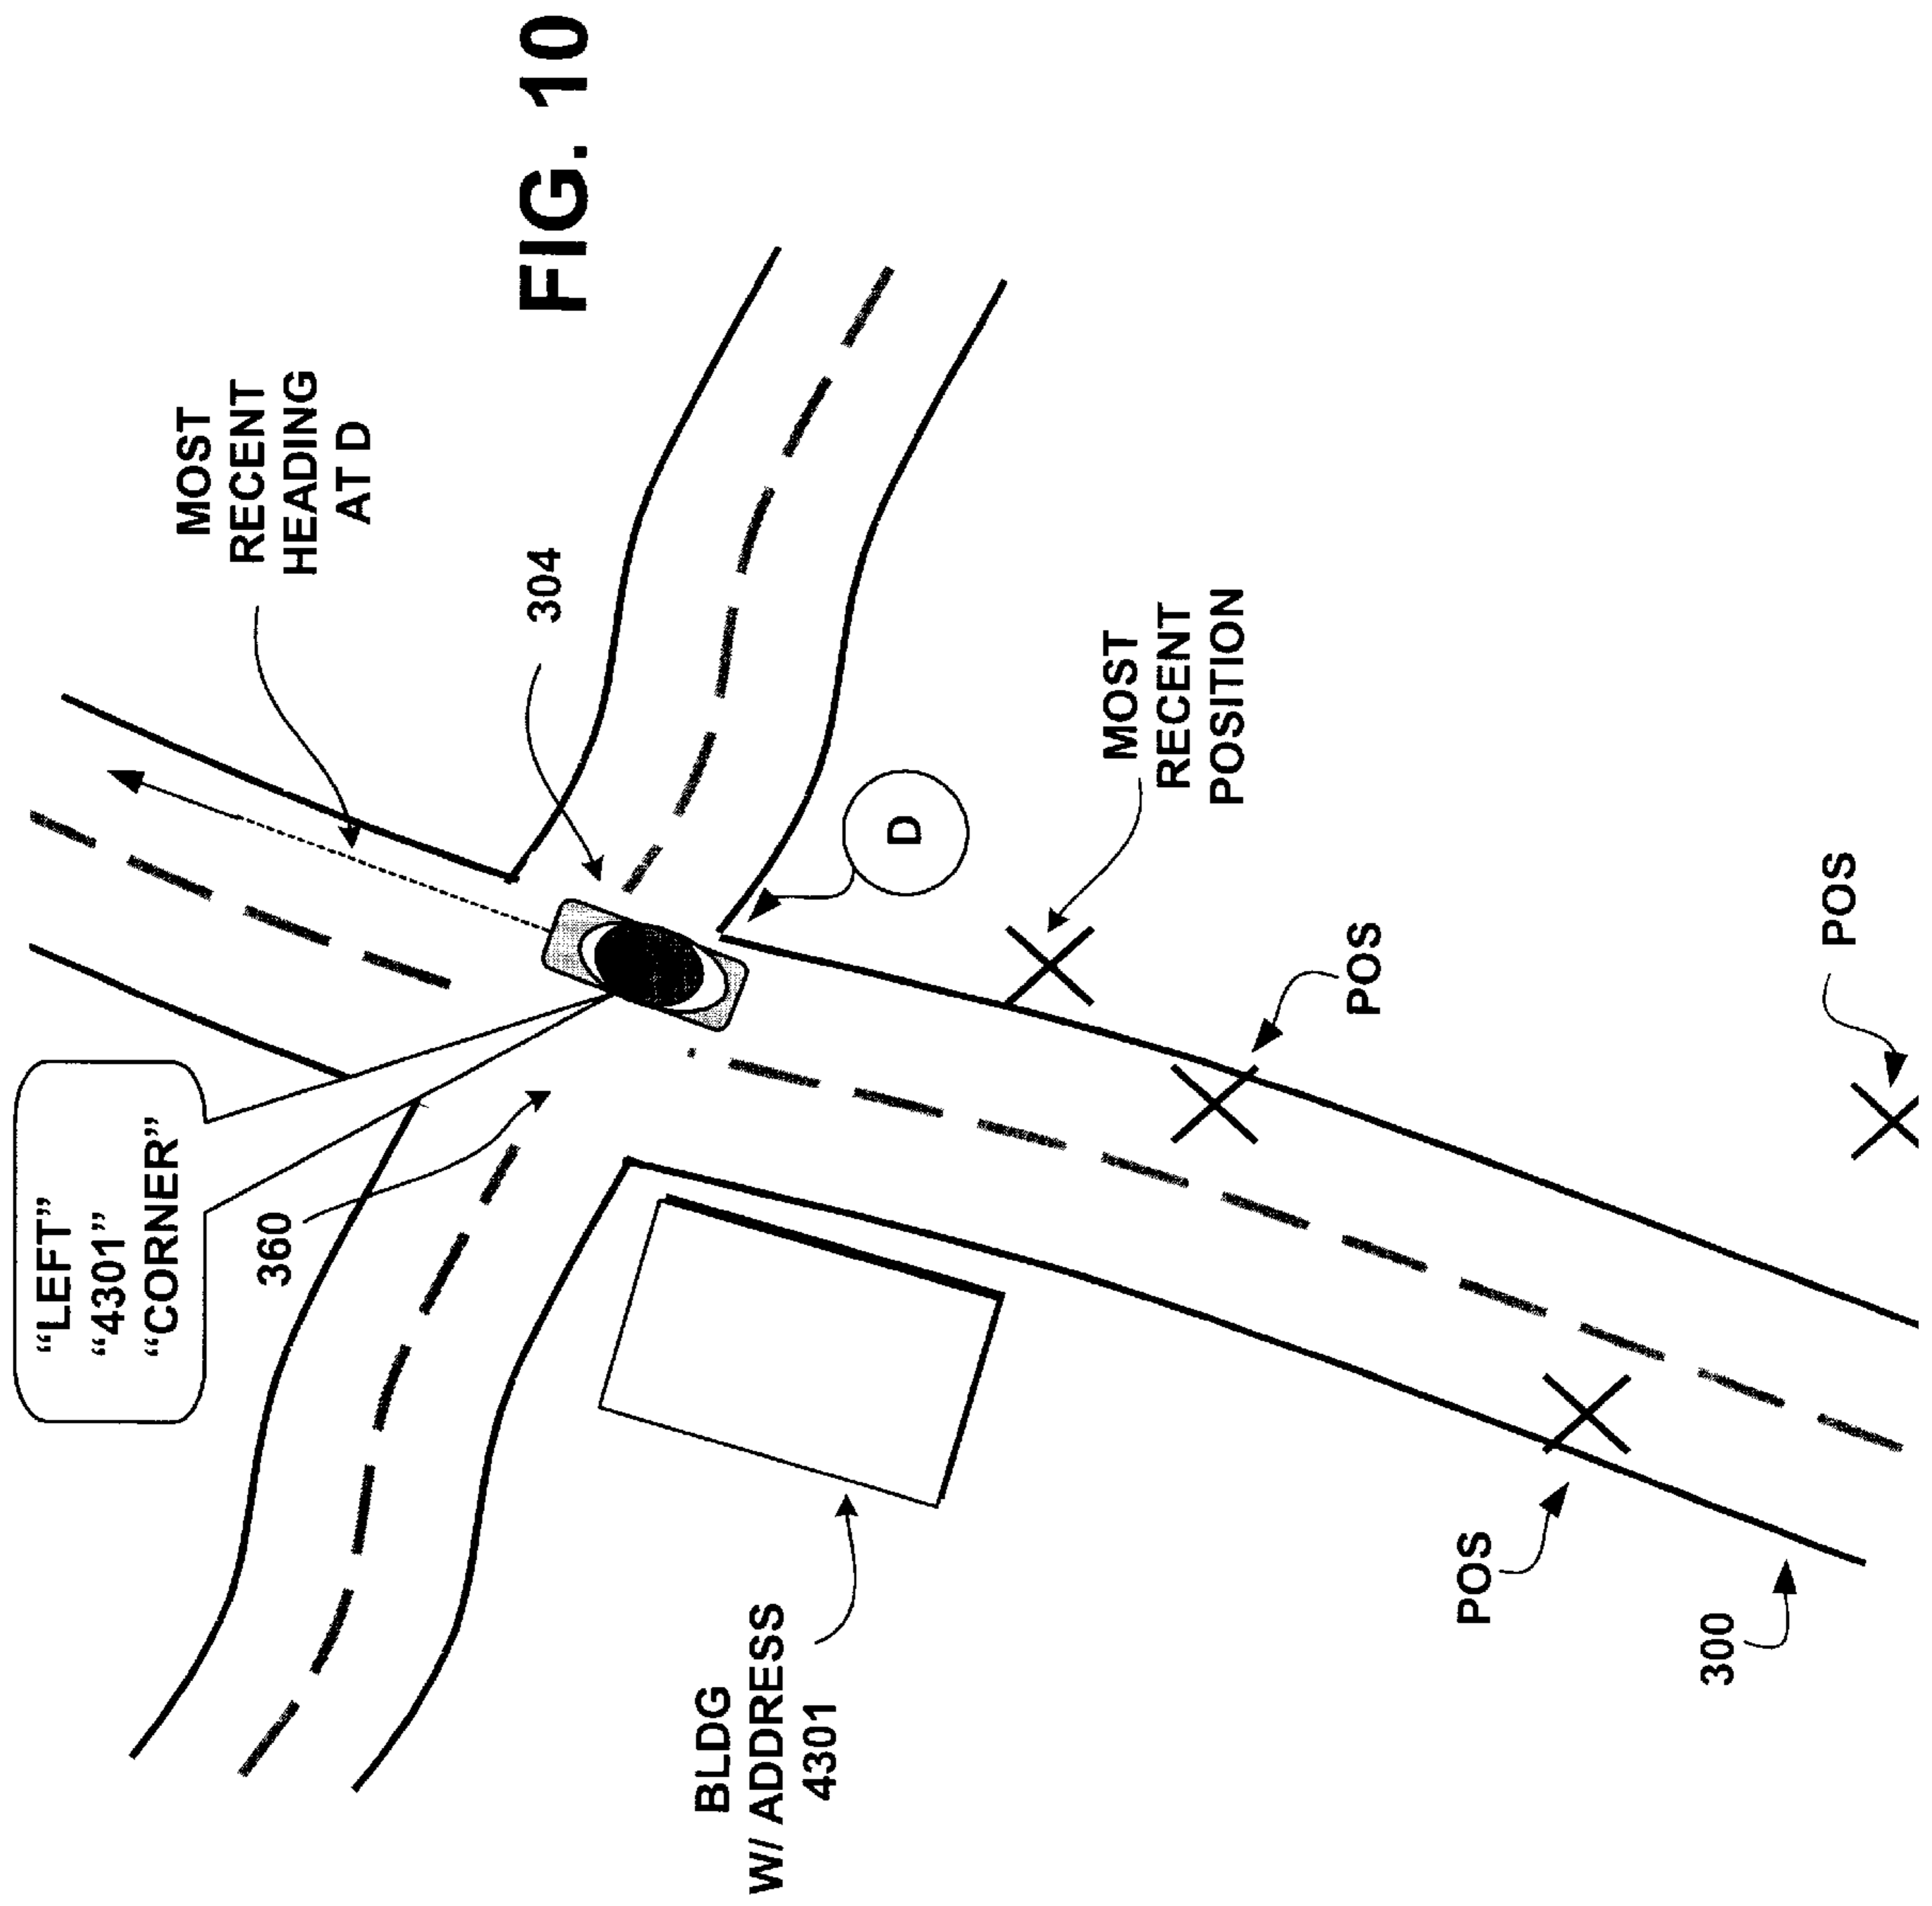 FIG. 10
“LEFT”
“4301”
“CORNER”
360
MOST
RECENT
HEADING
AT D
304
D
MOST
RECENT
POSITION
POS
POS
BLDG
W/ ADDRESS
4301
POS
300